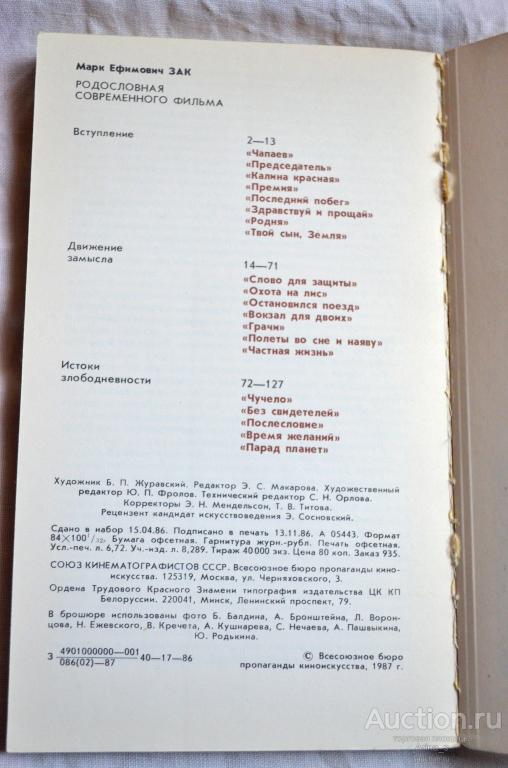 Марк Ефимович ЗАК
РОДОСЛОВНАЯ
СОВРЕМЕННОГО ФИЛЬМА
Вступление
2—13
«Чапаев»
«Председатель»
«Калина красная»
«Премия»
«Последний побег»
«Здравствуй и прощай»
«Родня»
«Твой сын, Земля»
Движение
замысла
14—71
«Слово для защиты»
«Охота на лис»
«Остановился поезд»
«Вокзал для двоих»
«Грачи»
«Полеты во сне и наяву»
«Частная жизнь»
Истоки
злободневности
72—127
«Чучело»
«Без свидетелей»
«Послесловие»
«Время желаний»
«Парад планет»
Художник Б. П. Журавский. Редактор Э. С. Макарова. Художественный
редактор Ю. П. Фролов. Технический редактор С. Н. Орлова.
Корректоры Э. Н. Мендельсон, Т. В. Титова.
Рецензент кандидат искусствоведения Э. Сосновский.
Сдано в набор 15.04.86. Подписано в печать 13.11.86. А 05443. Формат
84×100¹/₃₂. Бумага офсетная. Гарнитура журн.-рубл. Печать офсетная.
Усл.-печ. л. 6,72. Уч.-изд. л. 8,289. Тираж 40 000 экз. Цена 80 коп. Заказ 935.
СОЮЗ КИНЕМАТОГРАФИСТОВ СССР. Всесоюзное бюро пропаганды кино-
искусства. 125319, Москва, ул. Черняховского, 3.
Ордена Трудового Красного Знамени типография издательства ЦК КП
Белоруссии. 220041, Минск, Ленинский проспект, 79.
В брошюре использованы фото Б. Балдина, А. Бронштейна, Л. Ворон-
цова, Н. Ежевского, В. Кречета, А. Кушнарева, С. Нечаева, А. Пашвыкина,
Ю. Родькина.
З 4901000000—001
086(02)—87 40—17—86
© Всесоюзное бюро
пропаганды киноискусства, 1987 г.
Auction.ru